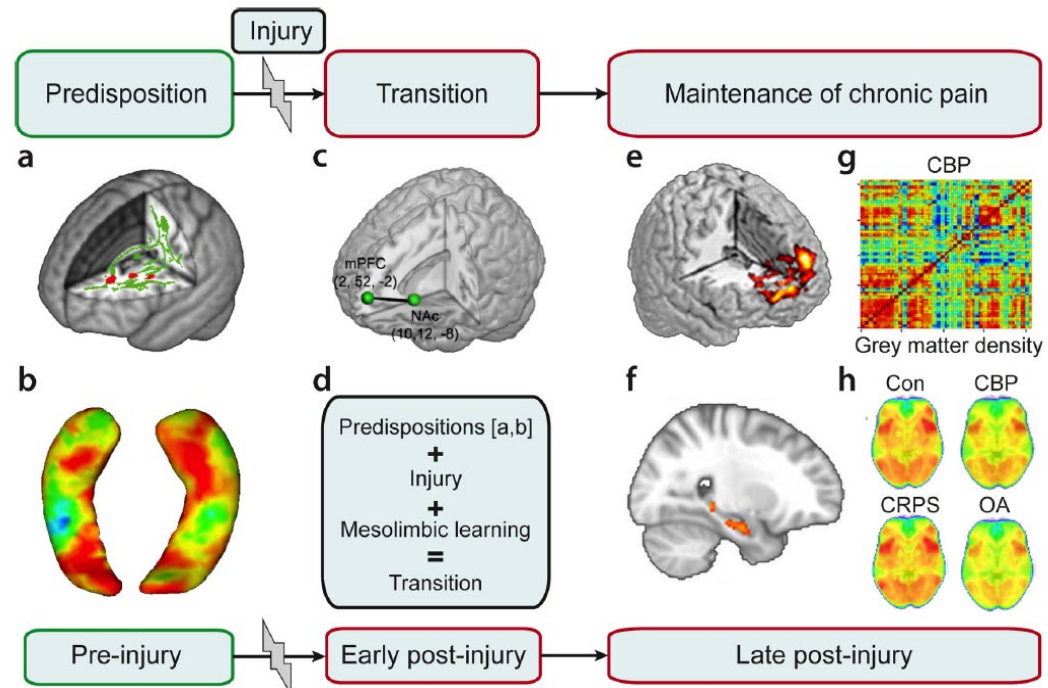 Injury
Predisposition
Transition
Maintenance of chronic pain
a
c
mPFC
(2, 52, -2)
NAc
(10,12, -8)
e
g
CBP
Grey matter density
b
d
Predispositions [a,b]
+
Injury
+
Mesolimbic learning
=
Transition
f
h
Con
CBP
CRPS
OA
Pre-injury
Early post-injury
Late post-injury